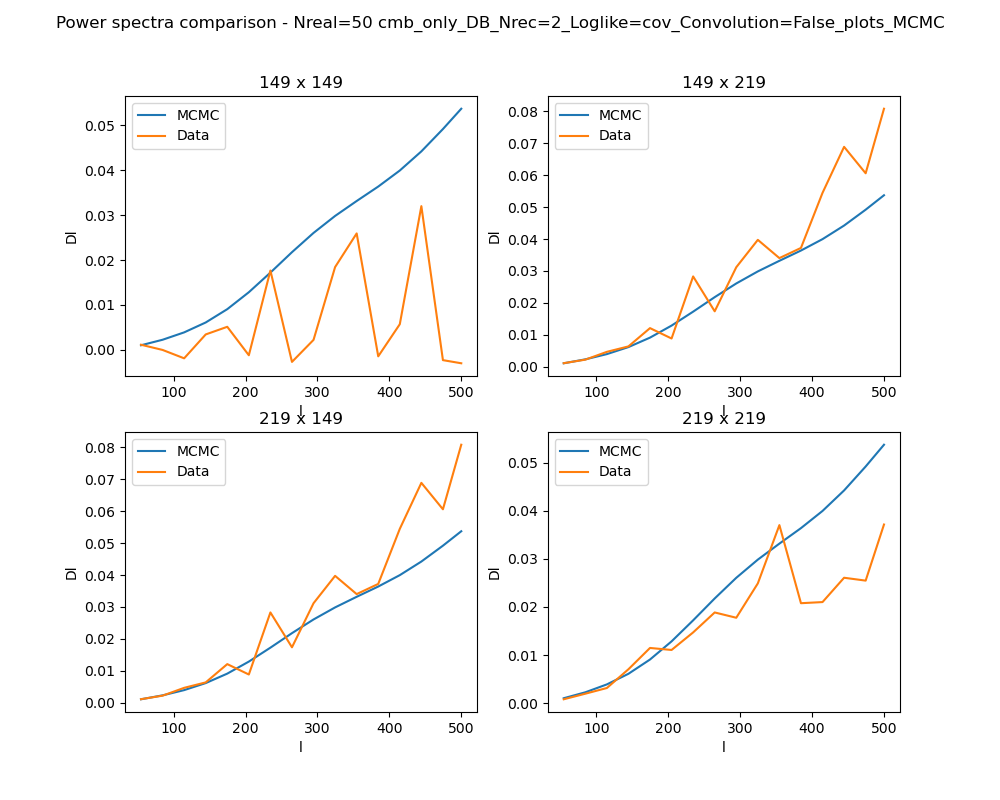 Power spectra comparison - Nreal=50 cmb_only_DB_Nrec=2_Loglike=cov_Convolution=False_plots_MCMC
149 x 149
MCMC
Data
0.05
0.04
0.03
0.02
0.01
0.00
Dl
100 200 300 400 500
l
149 x 219
MCMC
Data
0.08
0.07
0.06
0.05
0.04
0.03
0.02
0.01
0.00
Dl
100 200 300 400 500
l
219 x 149
MCMC
Data
0.08
0.07
0.06
0.05
0.04
0.03
0.02
0.01
0.00
Dl
100 200 300 400 500
l
219 x 219
MCMC
Data
0.05
0.04
0.03
0.02
0.01
0.00
Dl
100 200 300 400 500
l